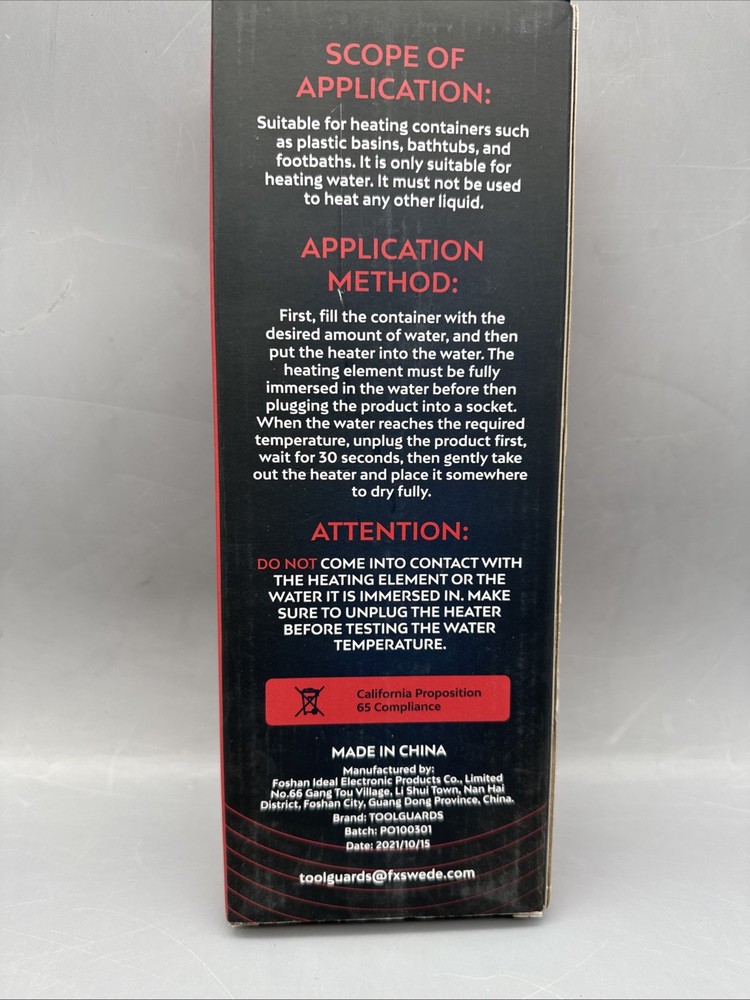 SCOPE OF
APPLICATION:
Suitable for heating containers such
as plastic basins, bathtubs, and
footbaths. It is only suitable for
heating water. It must not be used
to heat any other liquid.
APPLICATION
METHOD:
First, fill the container with the
desired amount of water, and then
put the heater into the water. The
heating element must be fully
immersed in the water before then
plugging the product into a socket.
When the water reaches the required
temperature, unplug the product first,
wait for 30 seconds, then gently take
out the heater and place it somewhere
to dry fully.
ATTENTION:
DO NOT COME INTO CONTACT WITH
THE HEATING ELEMENT OR THE
WATER IT IS IMMERSED IN. MAKE
SURE TO UNPLUG THE HEATER
BEFORE TESTING THE WATER
TEMPERATURE.
California Proposition
65 Compliance
MADE IN CHINA
Manufactured by:
Foshan Ideal Electronic Products Co., Limited
No.66 Gang Tou Village, Li Shui Town, Nan Hai
District, Foshan City, Guang Dong Province, China.
Brand: TOOLGUARDS
Batch: PO100301
Date: 2021/10/15
toolguards@fxswede.com